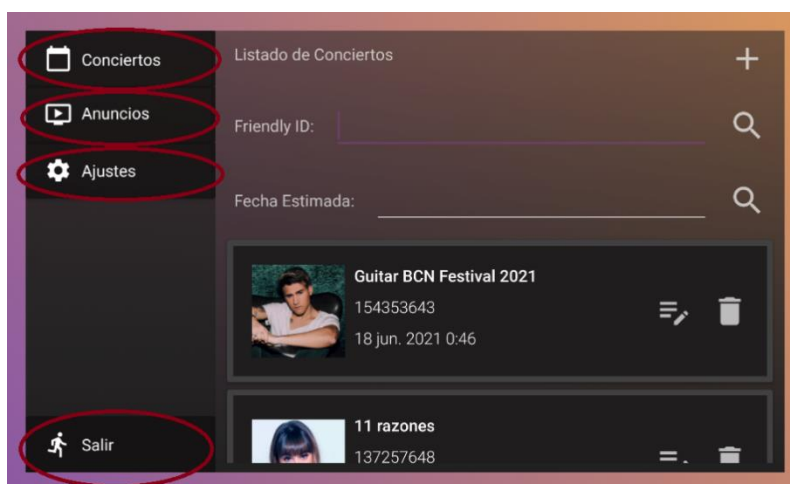 Conciertos
Anuncios
Ajustes
Salir
Listado de Conciertos
Friendly ID:
Fecha Estimada:
Guitar BCN Festival 2021
154353643
18 jun. 2021 0:46
11 razones
137257648